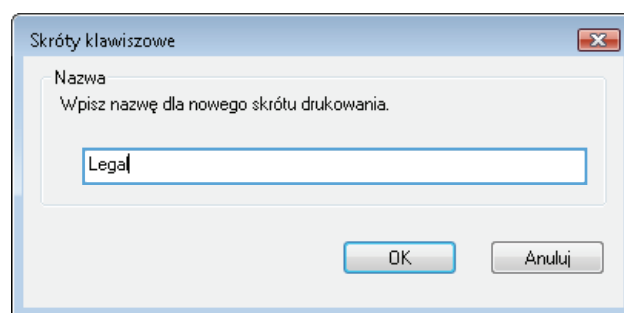 Skróty klawiszowe
Nazwa
Wpisz nazwę dla nowego skrótu drukowania.
Legal
OK
Anuluj